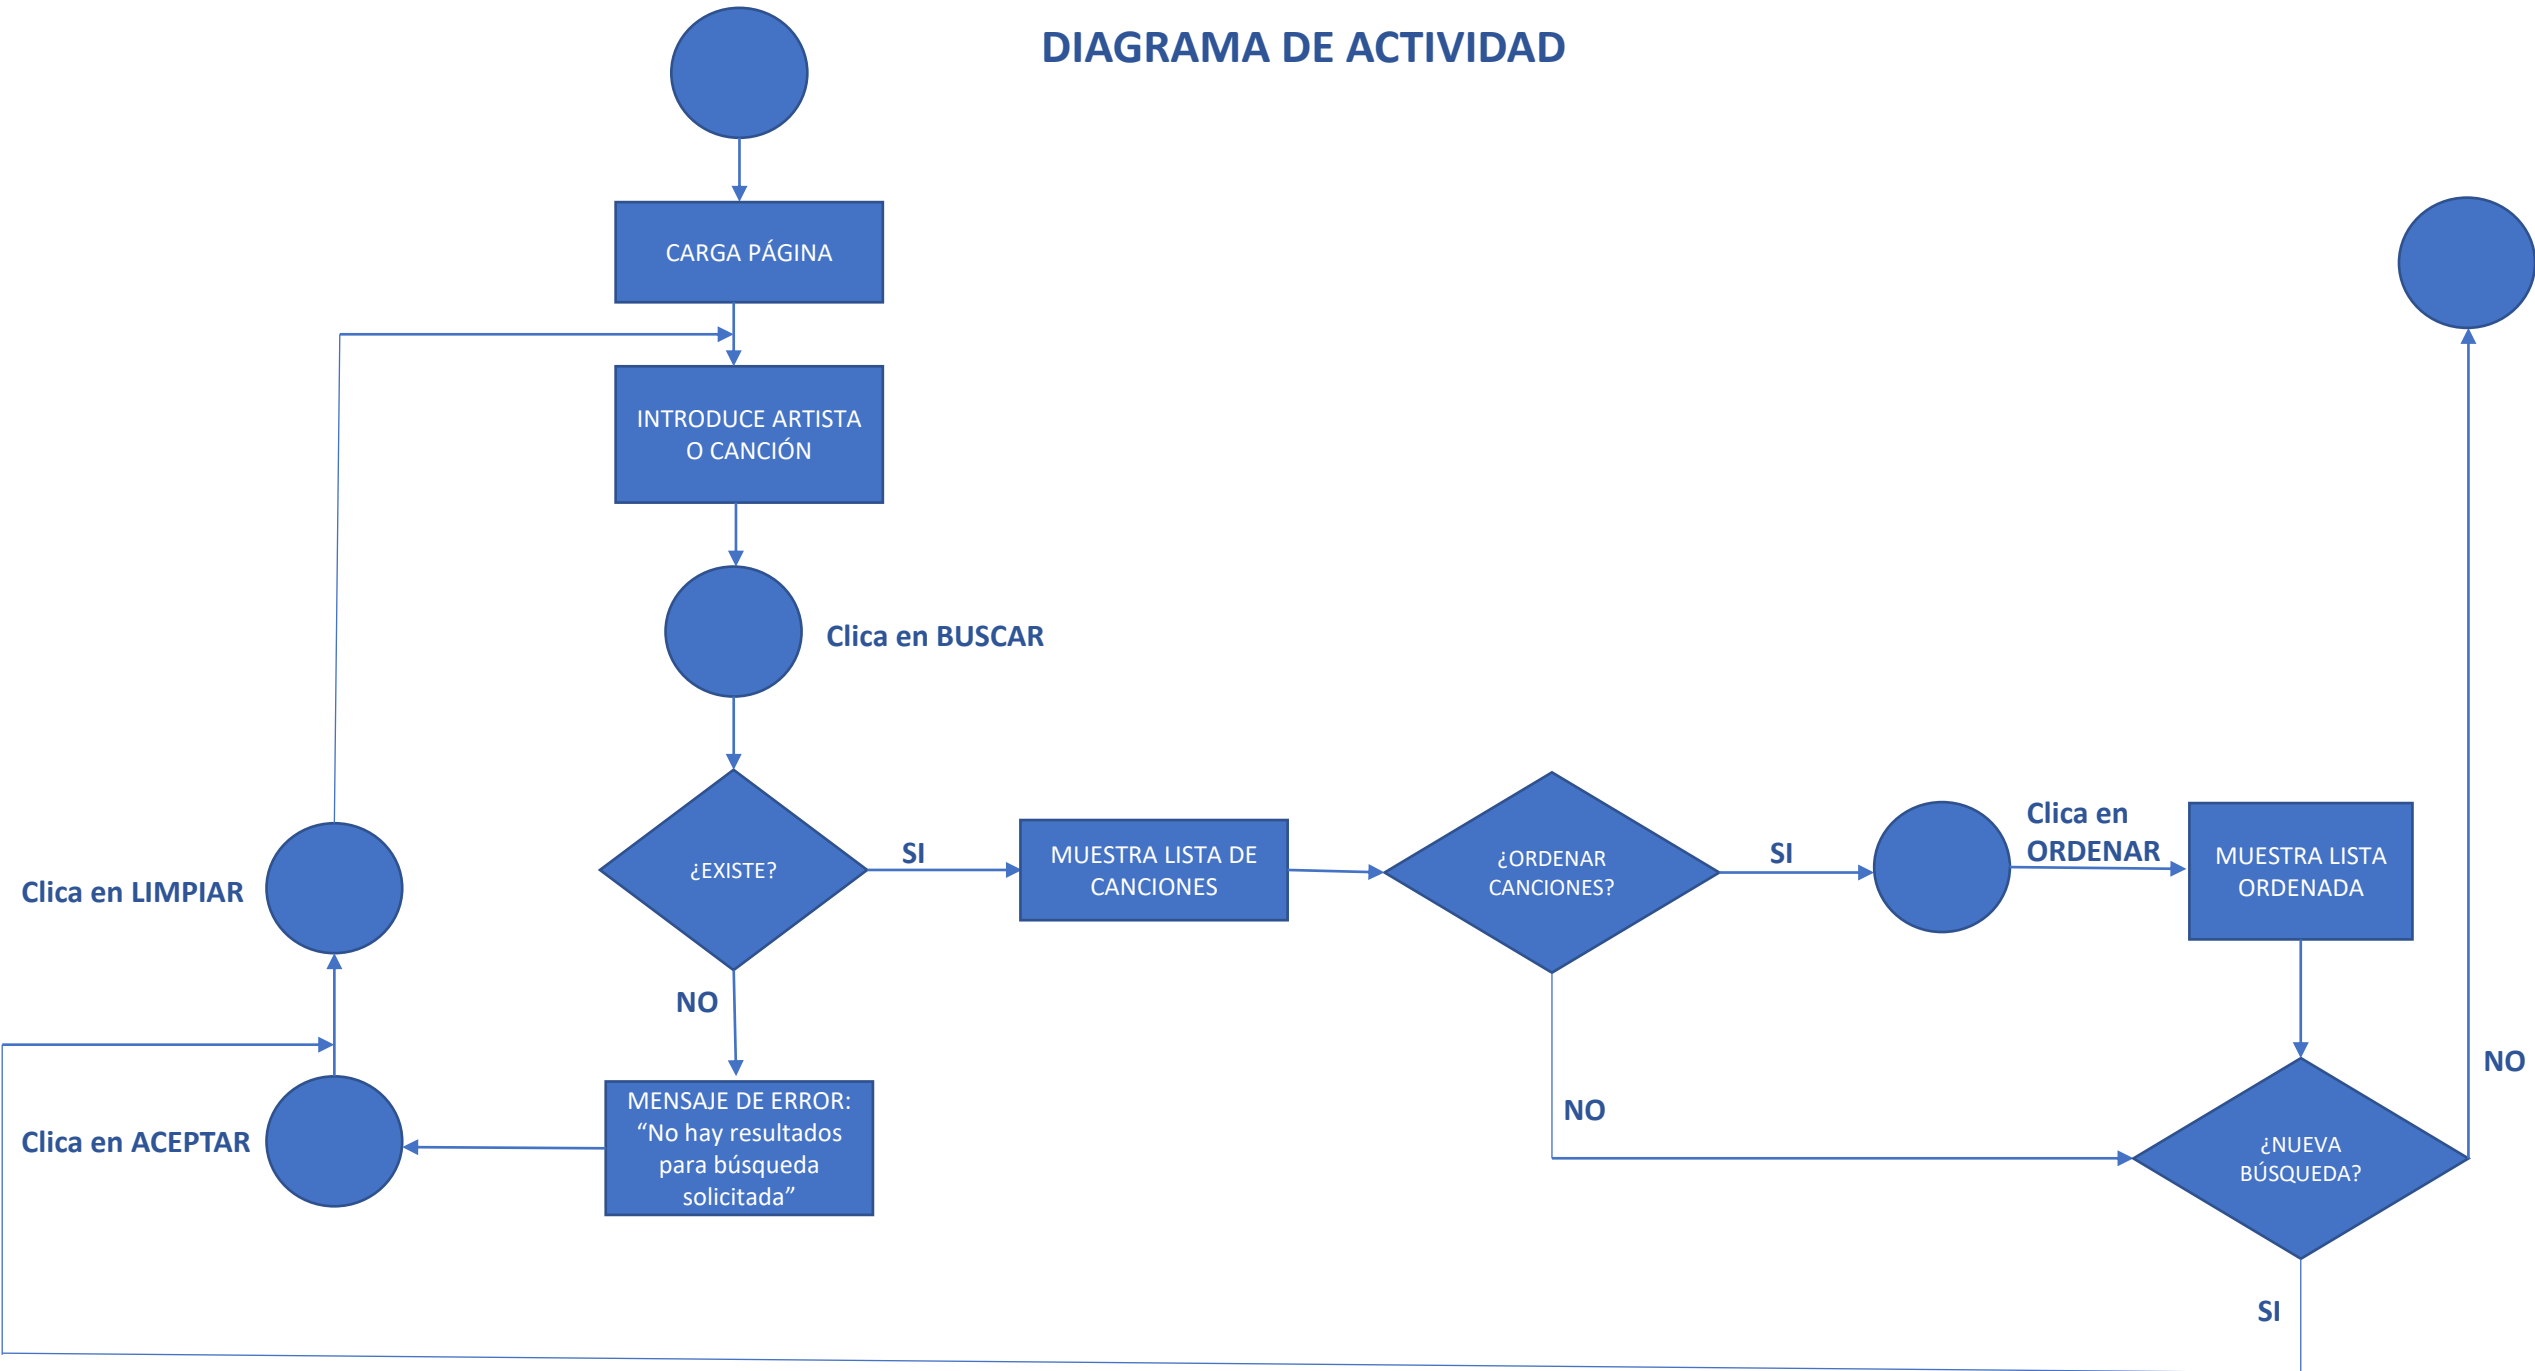 DIAGRAMA DE ACTIVIDAD
CARGA PÁGINA
INTRODUCE ARTISTA
O CANCIÓN
Clica en BUSCAR
¿EXISTE?
SI
MUESTRA LISTA DE
CANCIONES
¿ORDENAR
CANCIONES?
SI
Clica en
ORDENAR
MUESTRA LISTA
ORDENADA
Clica en LIMPIAR
NO
NO
NO
MENSAJE DE ERROR:
“No hay resultados
para búsqueda
solicitada”
Clica en ACEPTAR
¿NUEVA
BÚSQUEDA?
SI